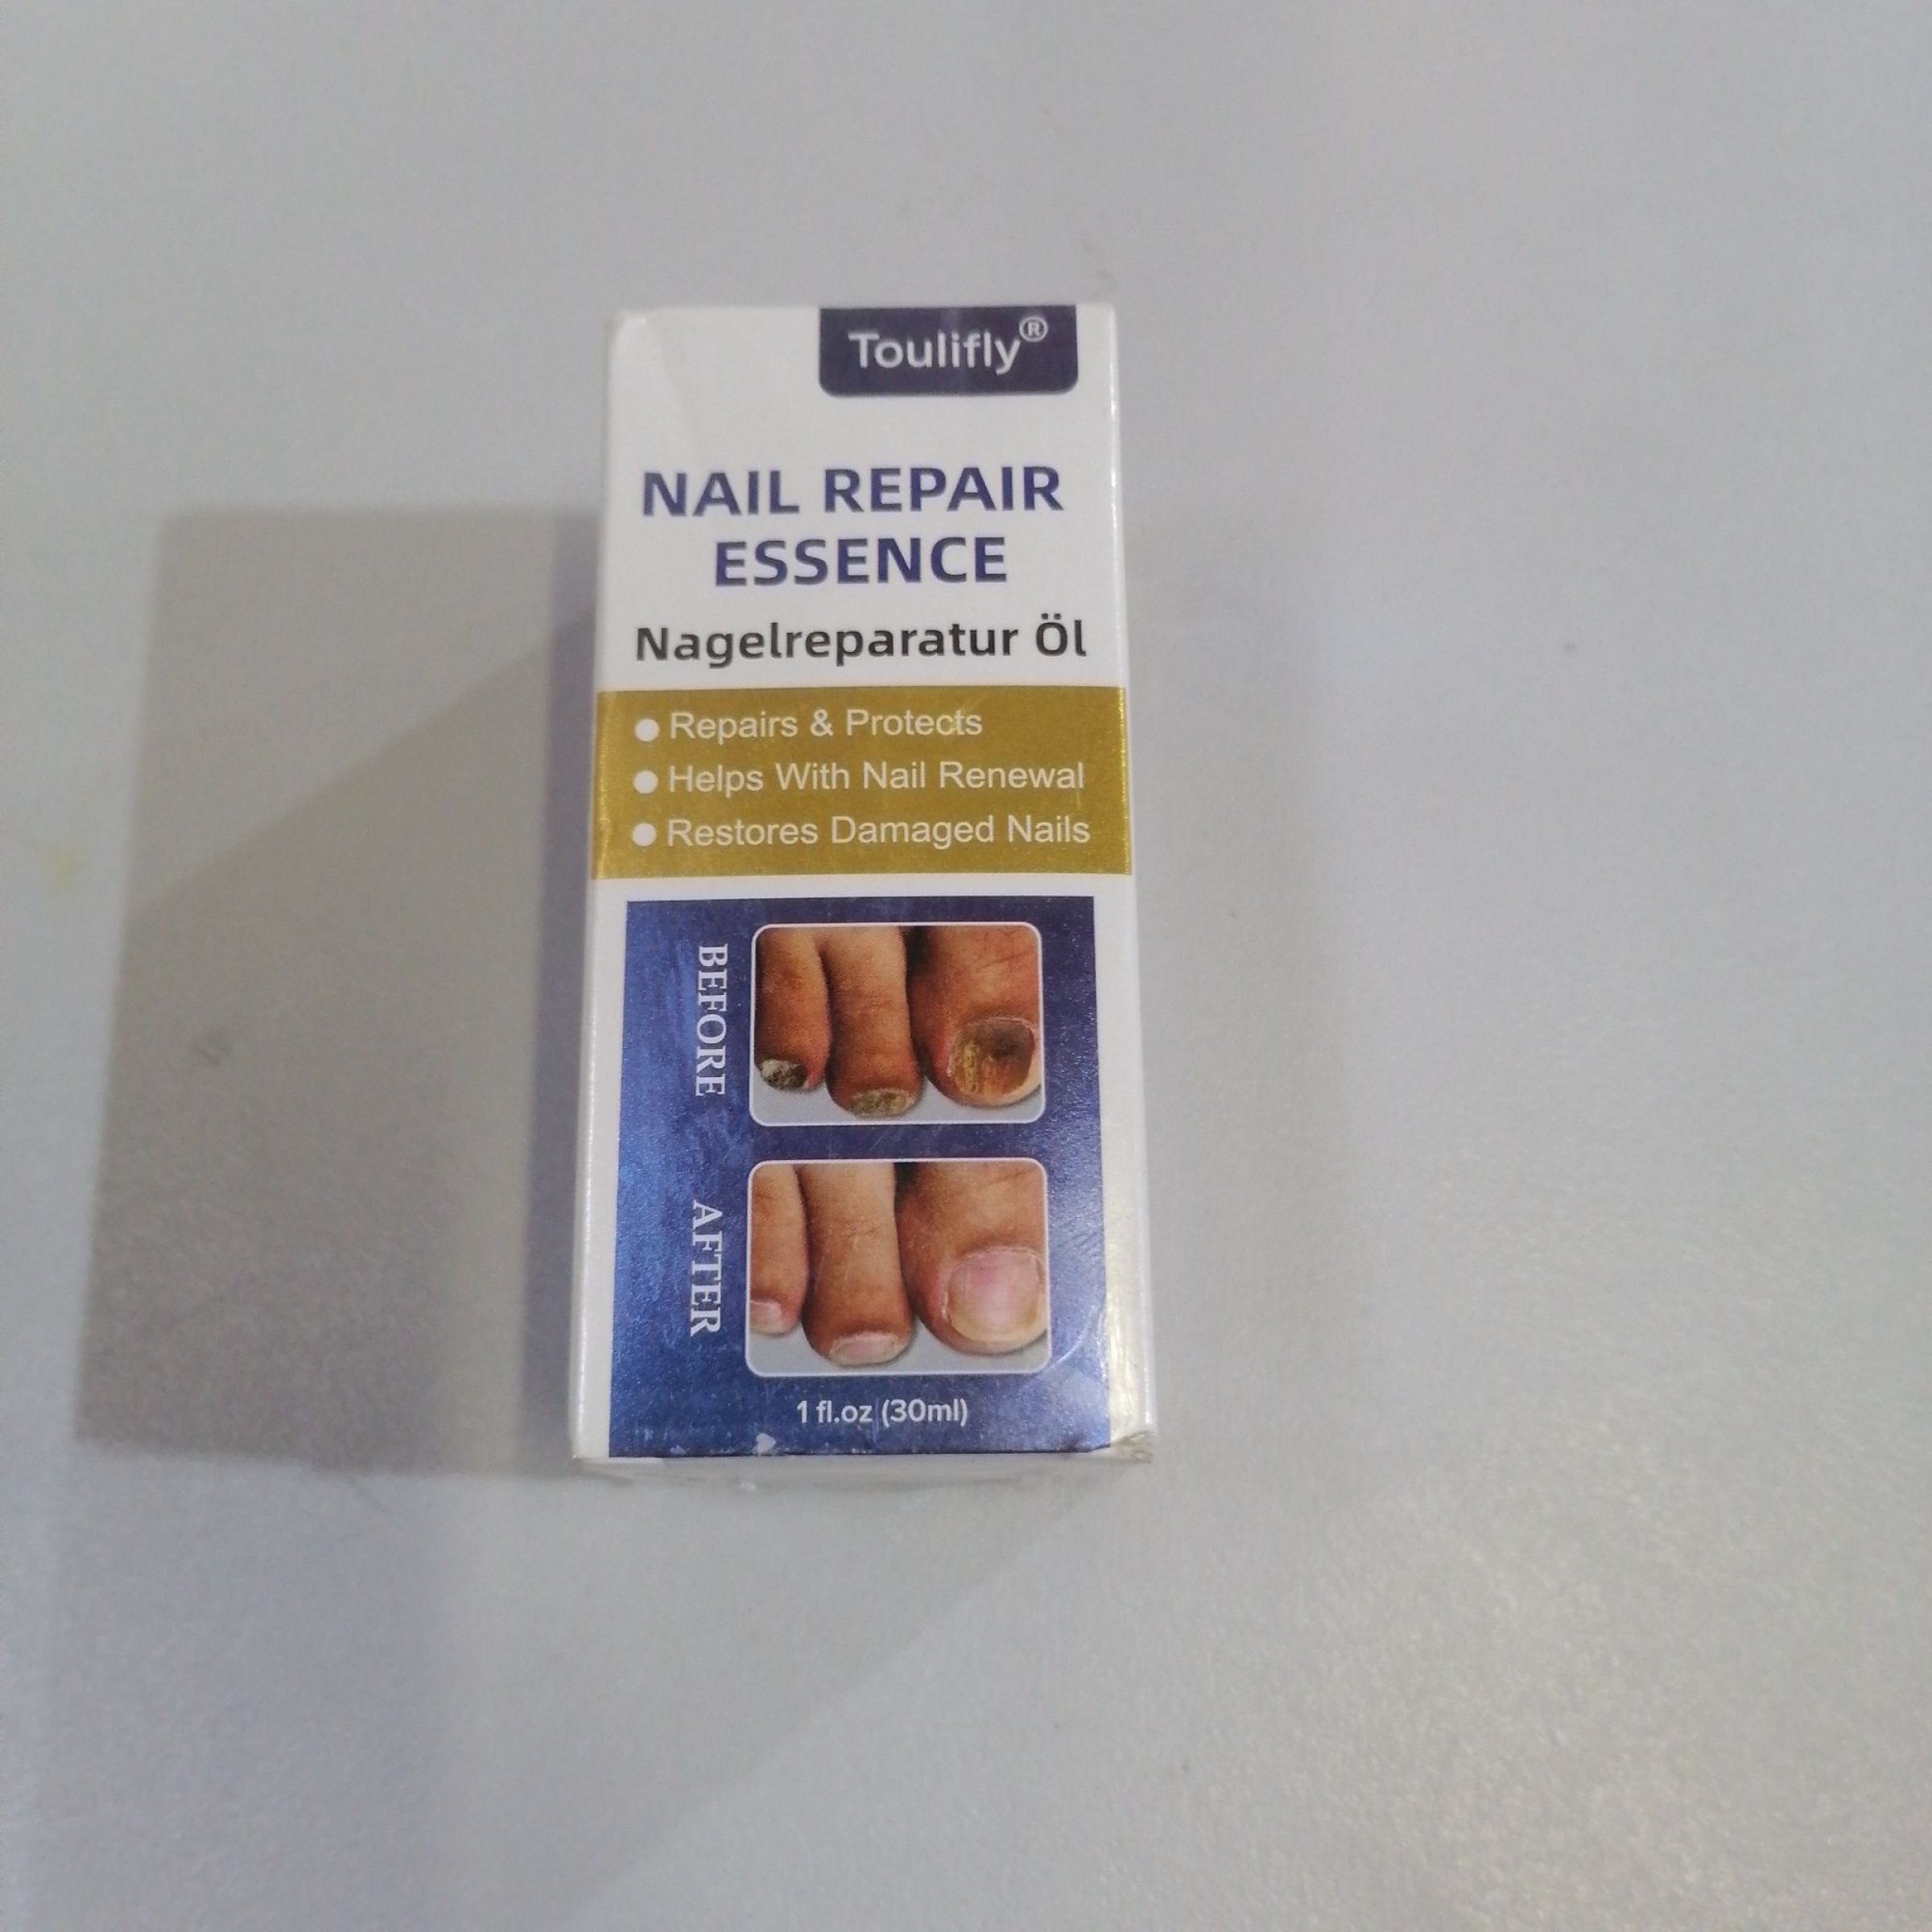 Toulifly®
NAIL REPAIR
ESSENCE
Nagelreparatur Öl
● Repairs & Protects
● Helps With Nail Renewal
● Restores Damaged Nails
BEFORE
AFTER
1 fl.oz (30ml)